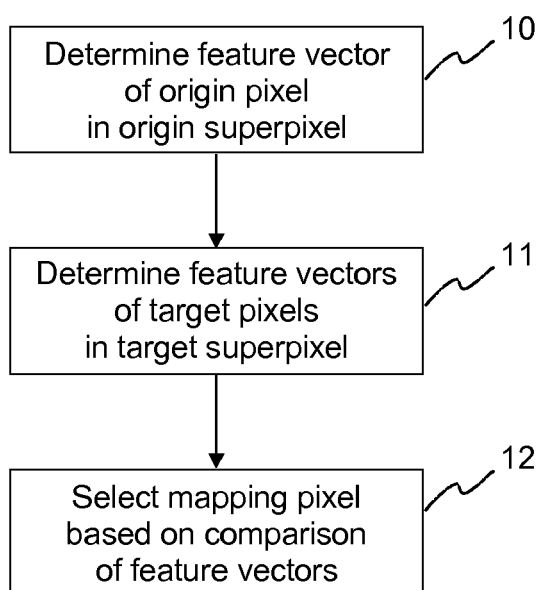 Determine feature vector
of origin pixel
in origin superpixel
10
Determine feature vectors
of target pixels
in target superpixel
11
Select mapping pixel
based on comparison
of feature vectors
12